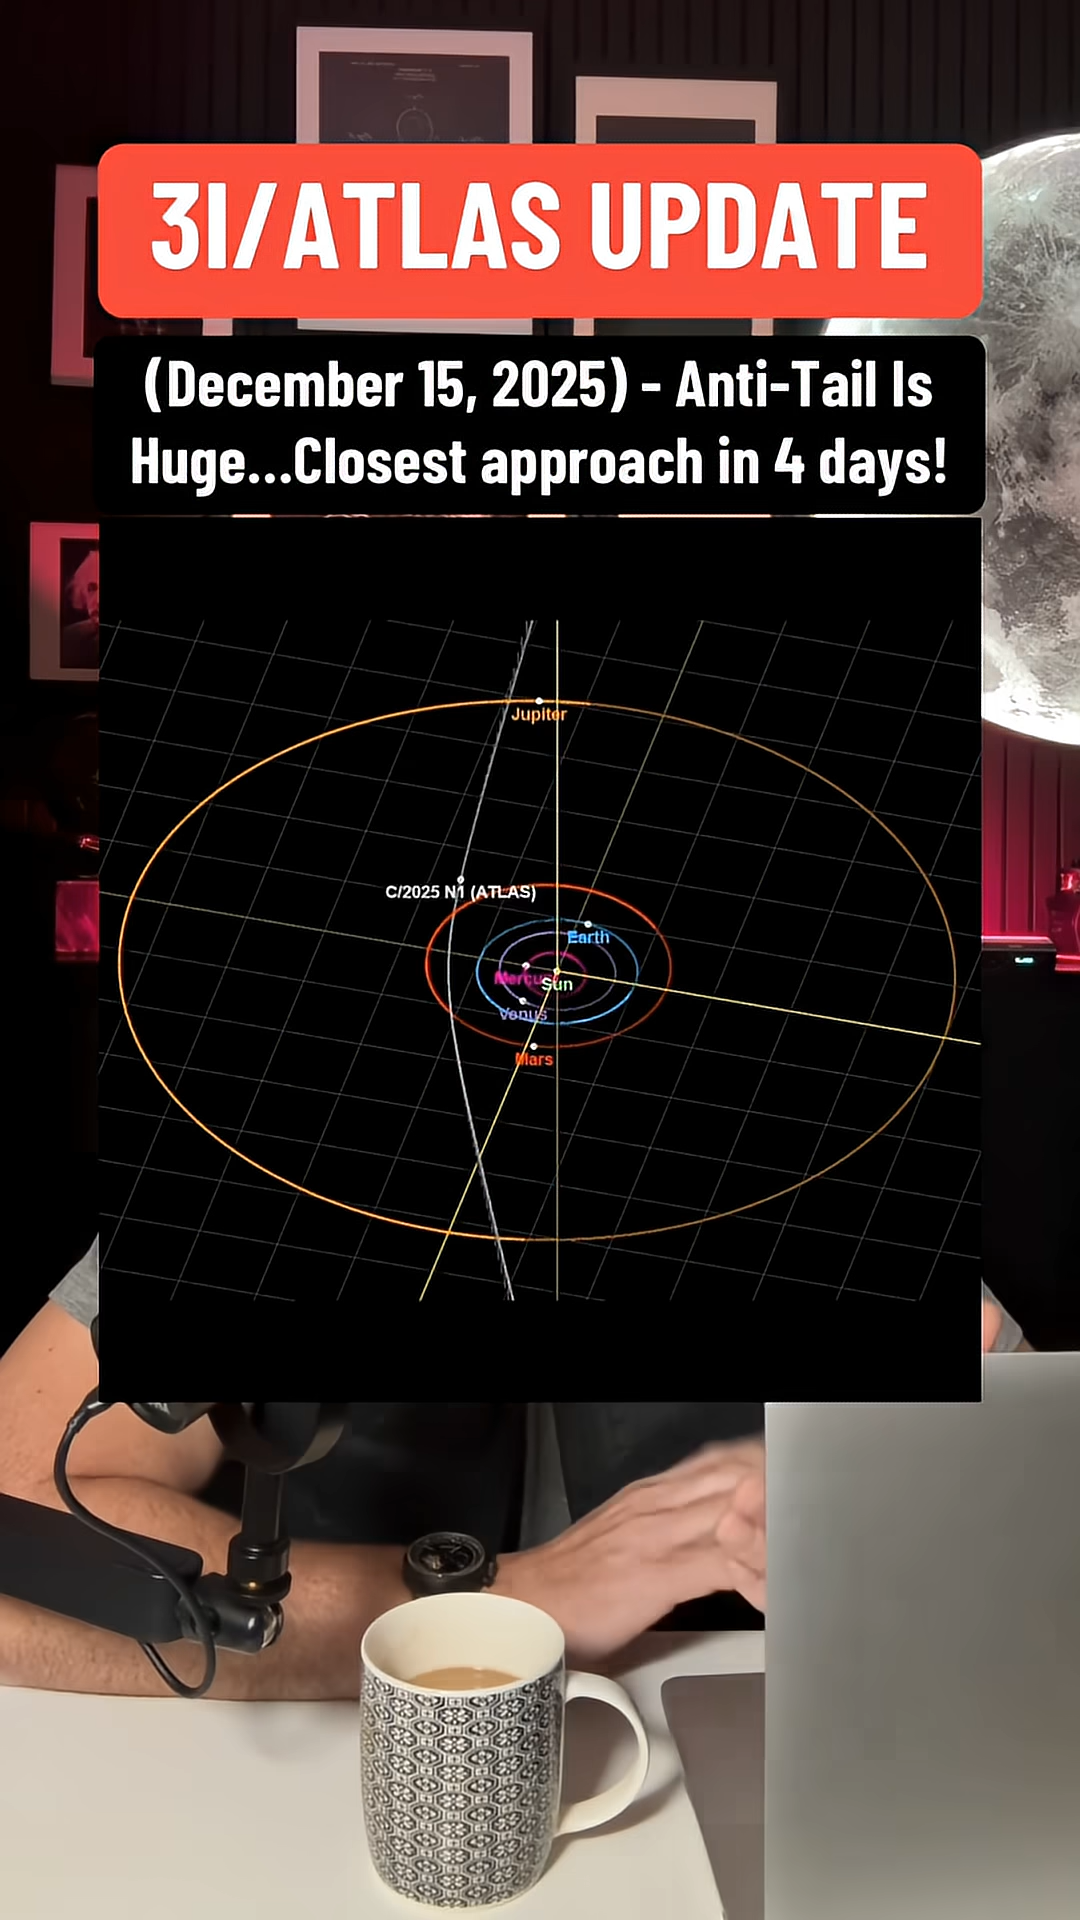 3I/ATLAS UPDATE
(December 15, 2025) - Anti-Tail Is
Huge...Closest approach in 4 days!
Jupiter
C/2025 N1 (ATLAS)
Earth
Mercury
Sun
Venus
Mars